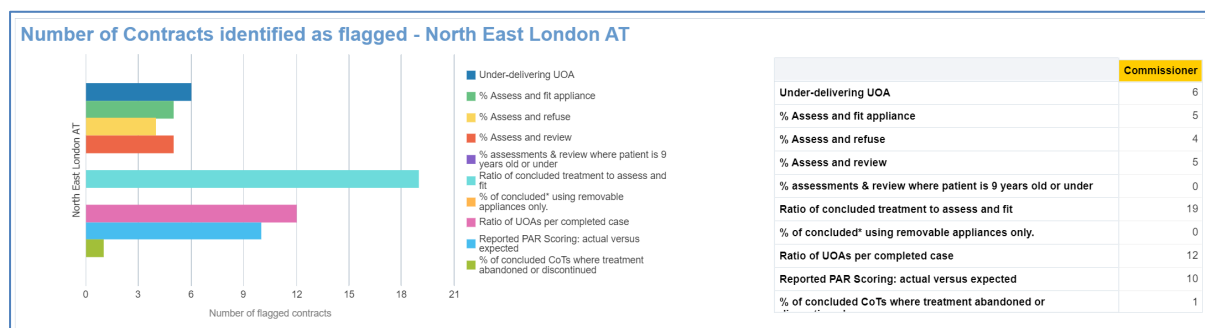 Number of Contracts identified as flagged - North East London AT
North East London AT
0
3
6
9
12
15
18
21
Number of flagged contracts
Under-delivering UOA
% Assess and fit appliance
% Assess and refuse
% Assess and review
% assessments & review where patient is 9
years old or under
Ratio of concluded treatment to assess and
fit
% of concluded* using removable
appliances only.
Ratio of UOAs per completed case
Reported PAR Scoring: actual versus
expected
% of concluded CoTs where treatment
abandoned or discontinued
Commissioner
Under-delivering UOA 6
% Assess and fit appliance 5
% Assess and refuse 4
% Assess and review 5
% assessments & review where patient is 9 years old or under 0
Ratio of concluded treatment to assess and fit 19
% of concluded* using removable appliances only. 0
Ratio of UOAs per completed case 12
Reported PAR Scoring: actual versus expected 10
% of concluded CoTs where treatment abandoned or 1